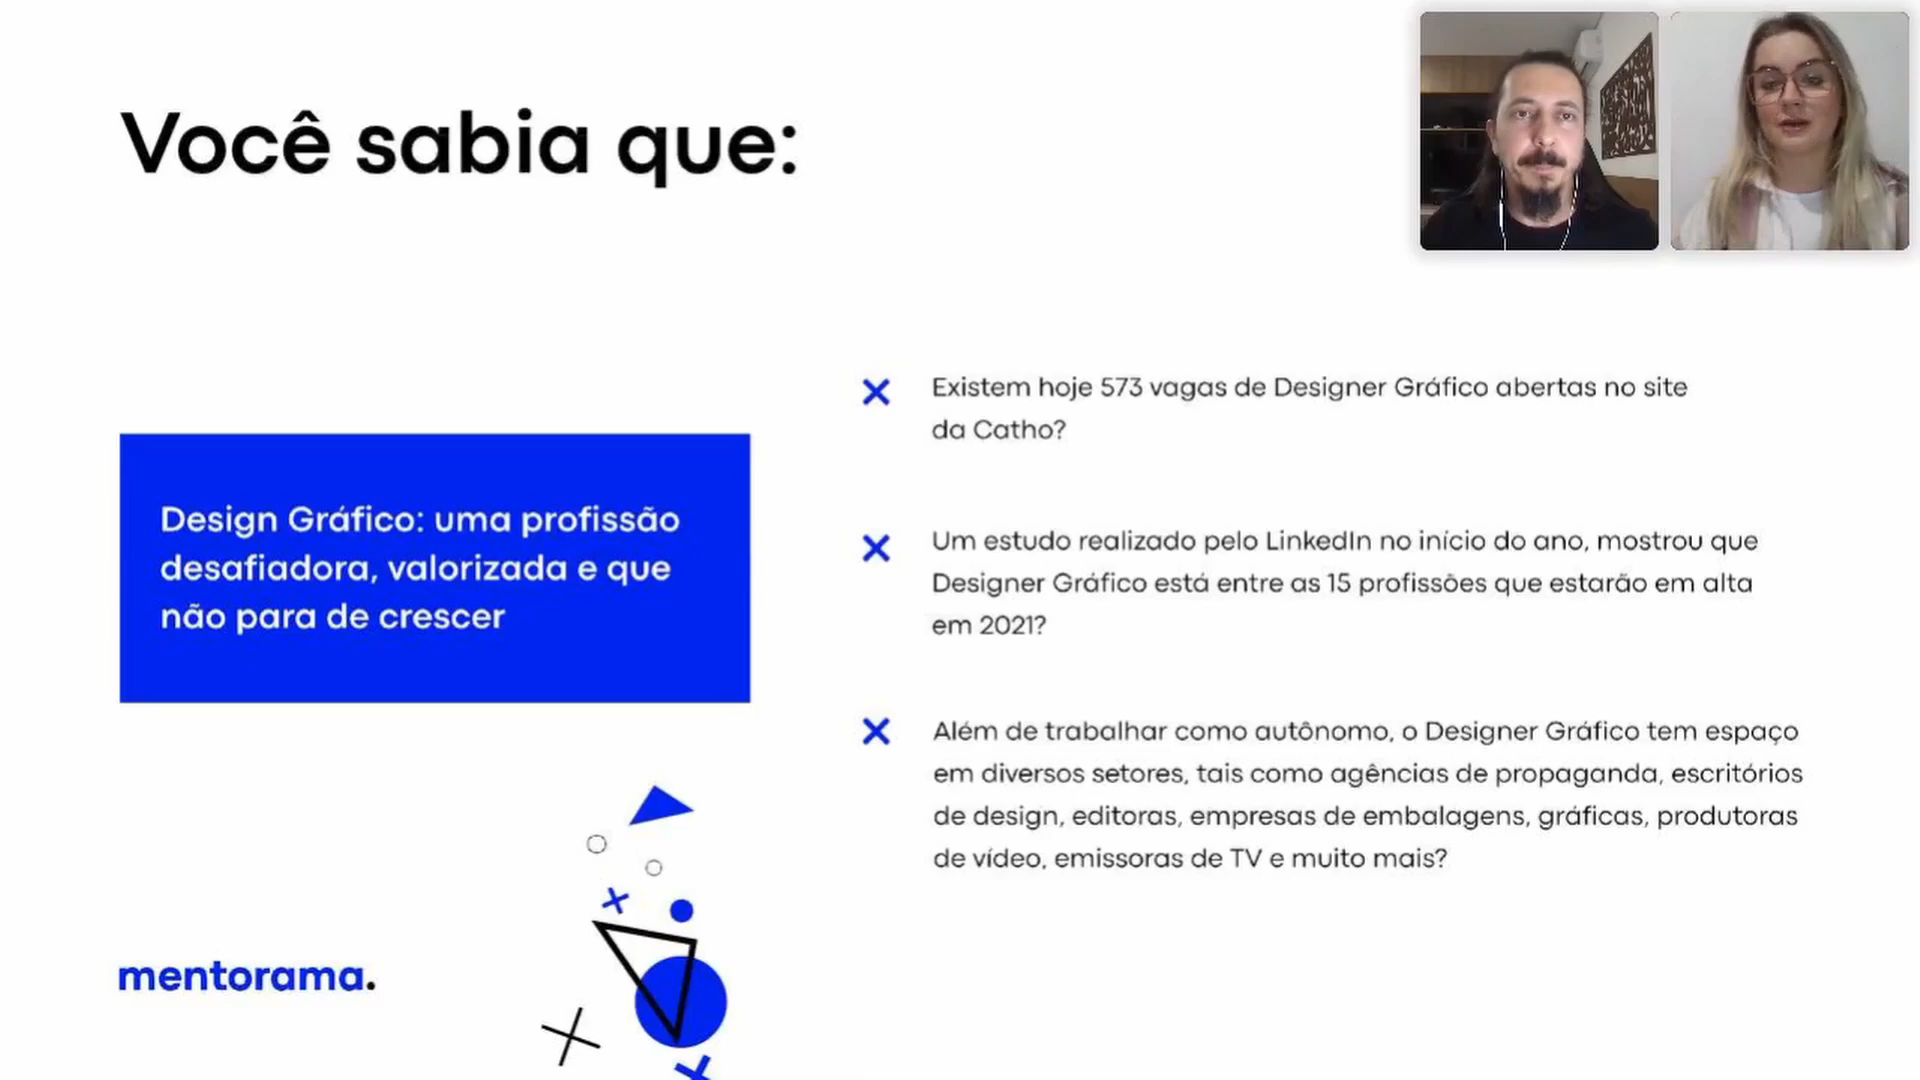 Você sabia que:
Design Gráfico: uma profissão
desafiadora, valorizada e que
não para de crescer
Existem hoje 573 vagas de Designer Gráfico abertas no site
da Catho?
Um estudo realizado pelo LinkedIn no início do ano, mostrou que
Designer Gráfico está entre as 15 profissões que estarão em alta
em 2021?
Além de trabalhar como autônomo, o Designer Gráfico tem espaço
em diversos setores, tais como agências de propaganda, escritórios
de design, editoras, empresas de embalagens, gráficas, produtoras
de vídeo, emissoras de TV e muito mais?
mentorama.